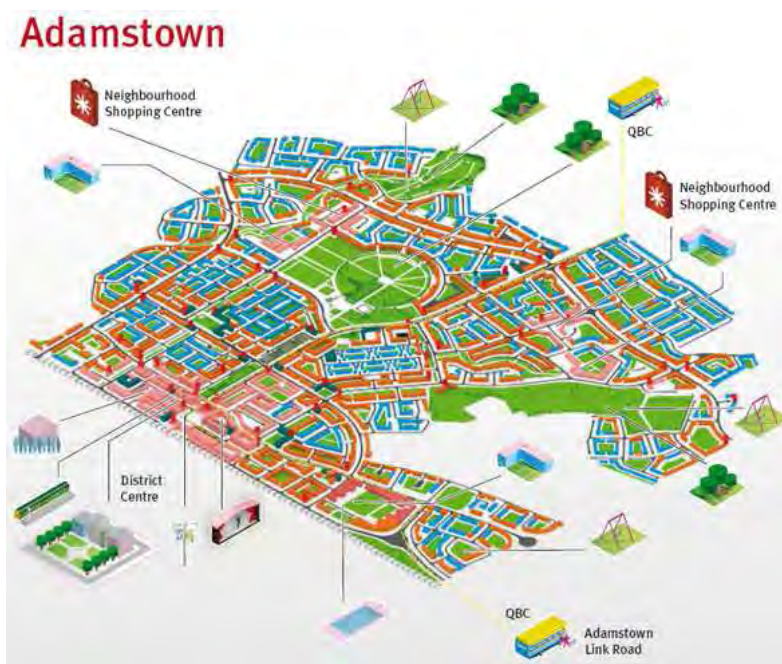 Adamstown
Neighbourhood
Shopping Centre
QBC
Neighbourhood
Shopping Centre
District
Centre
QBC
Adamstown
Link Road